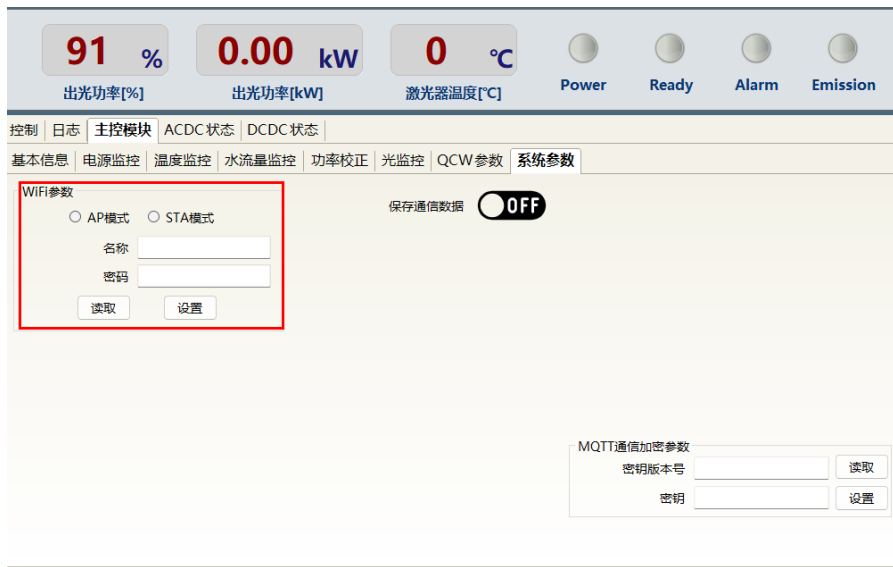 91 % 0.00 kW 0 ℃
出光功率[%] 出光功率[kW] 激光器温度[℃] Power Ready Alarm Emission
控制 日志 主控模块 ACDC状态 DCDC状态
基本信息 电源监控 温度监控 水流量监控 功率校正 光监控 QCW参数 系统参数
WiFi参数
AP模式 STA模式
保存通信数据 OFF
名称
密码
读取 设置
MQTT通信加密参数
密钥版本号 读取
密钥 设置